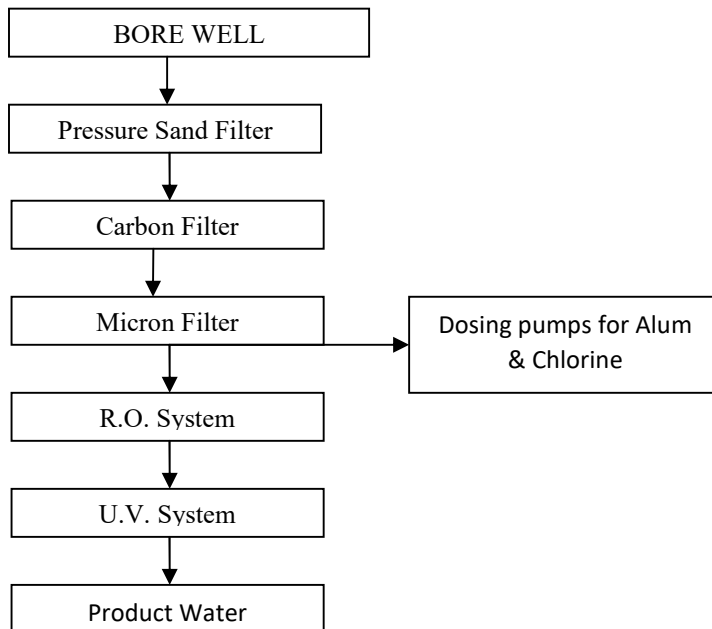 BORE WELL
Pressure Sand Filter
Carbon Filter
Micron Filter
Dosing pumps for Alum
& Chlorine
R.O. System
U.V. System
Product Water